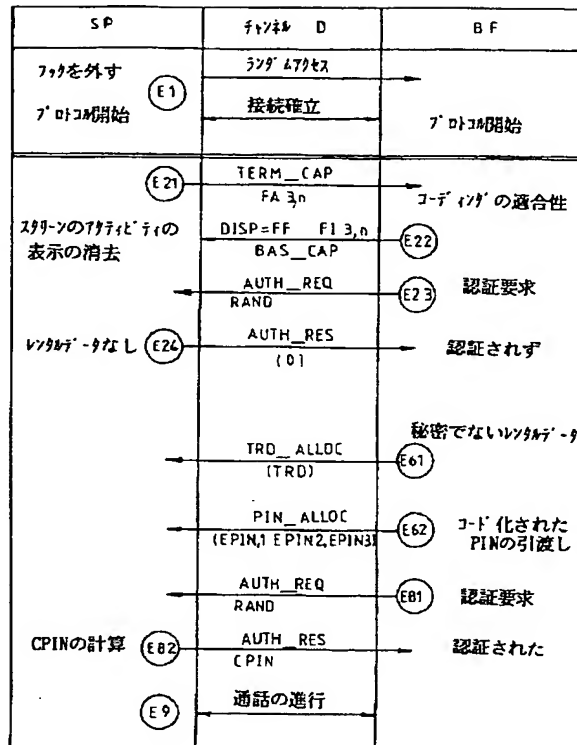 SP
チャンネル D
BF
フックを外す
E1
ランダムアクセス
プロトコル開始
接続確立
プロトコル開始
E21
TERM_CAP
FA 3,n
コーディングの適合性
スクリーンのアクティビティの
表示の消去
DISP=FF FI 3,n
BAS_CAP
E22
AUTH_REQ
RAND
E23
認証要求
レンタルデータなし
E24
AUTH_RES
(0)
認証されず
秘密でないレンタルデータ
TRD_ALLOC
(TRD)
E61
PIN_ALLOC
(EPIN,1 EPIN2,EPIN3)
E62
コード化された
PINの引渡し
AUTH_REQ
RAND
E81
認証要求
CPINの計算
E82
AUTH_RES
CPIN
認証された
E9
通話の進行